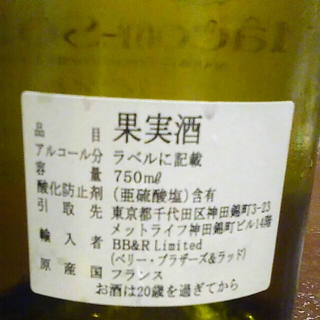 品目 果実酒
アルコール分 ラベルに記載
容量 750mℓ
酸化防止剤 (亜硫酸塩)含有
引取先 東京都千代田区神田錦町3-23
メットライフ神田錦町ビル14階
輸入者 BB&R Limited
(ベリー・ブラザーズ&ラッド)
原産国 フランス
お酒は20歳を過ぎてから